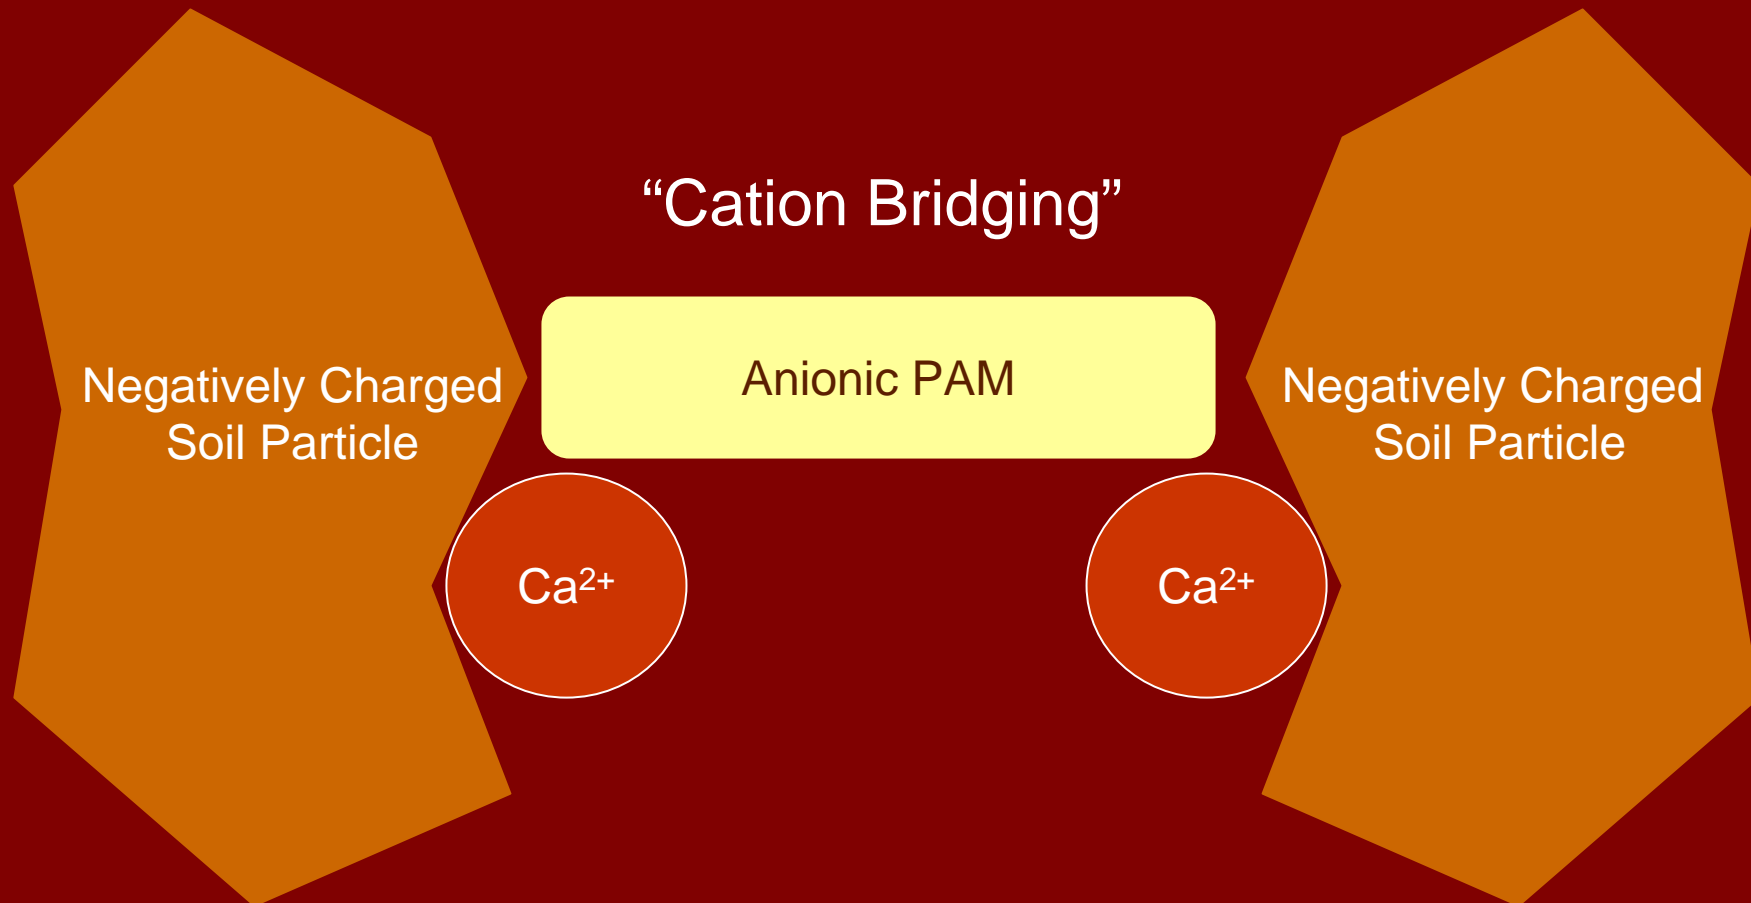 “Cation Bridging”
Anionic PAM
Negatively Charged
Soil Particle
Negatively Charged
Soil Particle
Ca²⁺
Ca²⁺